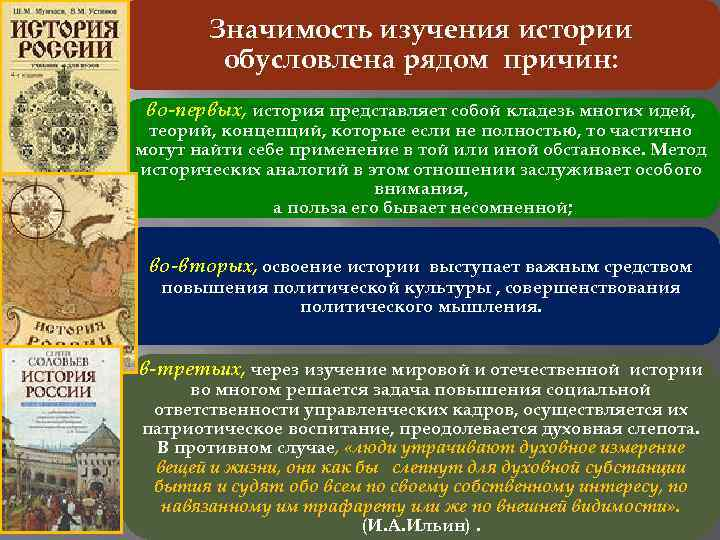 Ш.М. Мунчаев, В.М. Устинов
ИСТОРИЯ
РОССИИ
Учебник для вузов
4-е издание
ИСТОРИЯ
РОССИИ
СЕРГЕЙ
СОЛОВЬЕВ
ИСТОРИЯ
РОССИИ
Значимость изучения истории
обусловлена рядом причин:
во-первых, история представляет собой кладезь многих идей,
теорий, концепций, которые если не полностью, то частично
могут найти себе применение в той или иной обстановке. Метод
исторических аналогий в этом отношении заслуживает особого
внимания,
а польза его бывает несомненной;
во-вторых, освоение истории выступает важным средством
повышения политической культуры , совершенствования
политического мышления.
в-третьих, через изучение мировой и отечественной истории
во многом решается задача повышения социальной
ответственности управленческих кадров, осуществляется их
патриотическое воспитание, преодолевается духовная слепота.
В противном случае, «люди утрачивают духовное измерение
вещей и жизни, они как бы слепнут для духовной субстанции
бытия и судят обо всем по своему собственному интересу, по
навязанному им трафарету или же по внешней видимости».
(И.А.Ильин) .